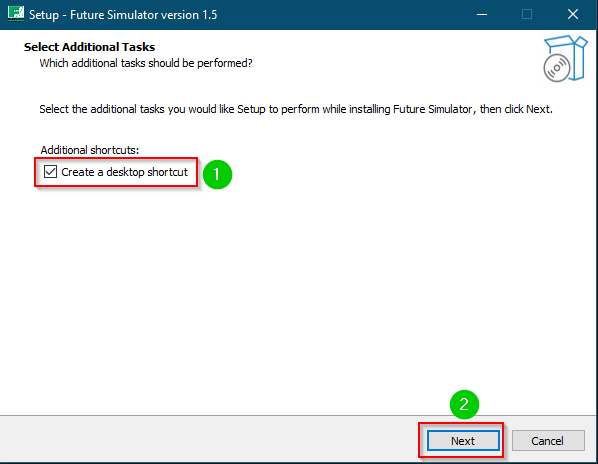 Setup - Future Simulator version 1.5
Select Additional Tasks
Which additional tasks should be performed?
Select the additional tasks you would like Setup to perform while installing Future Simulator, then click Next.
Additional shortcuts:
Create a desktop shortcut
1
2
Next
Cancel